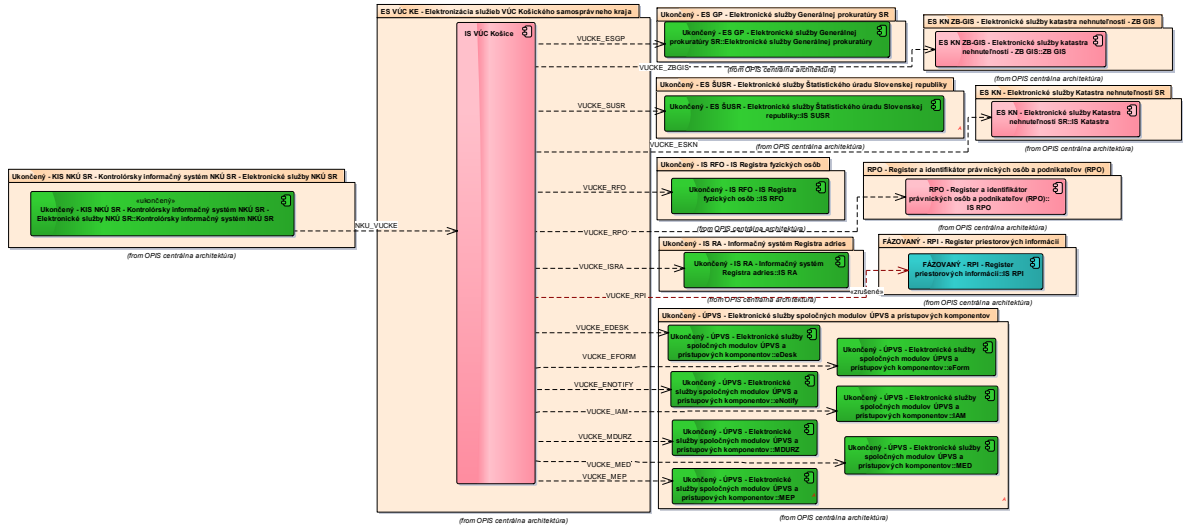 ES VÚC KE - Elektronizácia služieb VÚC Košického samosprávneho kraja
IS VÚC Košice
(from OPIS centrálna architektúra)
Ukončený - KIS NKÚ SR - Kontrolórsky informačný systém NKÚ SR - Elektronické služby NKÚ SR
«ukončený»
Ukončený - KIS NKÚ SR - Kontrolórsky informačný systém NKÚ SR -
Elektronické služby NKÚ SR::Kontrolórsky informačný systém NKÚ SR
(from OPIS centrálna architektúra)
NKU_VUCKE
VUCKE_ESGP
VUCKE_ZBGIS
VUCKE_SUSR
VUCKE_ESKN
VUCKE_RFO
VUCKE_RPO
VUCKE_ISRA
VUCKE_RPI
«zrušené»
VUCKE_EDESK
VUCKE_EFORM
VUCKE_ENOTIFY
VUCKE_IAM
VUCKE_MDURZ
VUCKE_MED
VUCKE_MEP
Ukončený - ES GP - Elektronické služby Generálnej prokuratúry SR
Ukončený - ES GP - Elektronické služby Generálnej
prokuratúry SR::Elektronické služby Generálnej prokuratúry
(from OPIS centrálna architektúra)
ES KN ZB-GIS - Elektronické služby katastra nehnuteľností - ZB GIS
ES KN ZB-GIS - Elektronické služby katastra
nehnuteľností - ZB GIS::ZB GIS
(from OPIS centrálna architektúra)
Ukončený - ES ŠUSR - Elektronické služby Štatistického úradu Slovenskej republiky
Ukončený - ES ŠUSR - Elektronické služby Štatistického úradu Slovenskej
republiky::IS SUSR
(from OPIS centrálna architektúra)
ES KN - Elektronické služby Katastra nehnuteľností SR
ES KN - Elektronické služby Katastra
nehnuteľností SR::IS Katastra
(from OPIS centrálna architektúra)
Ukončený - IS RFO - IS Registra fyzických osôb
Ukončený - IS RFO - IS Registra
fyzických osôb ::IS RFO
(from OPIS centrálna architektúra)
RPO - Register a identifikátor právnických osôb a podnikateľov (RPO)
RPO - Register a identifikátor
právnických osôb a podnikateľov (RPO)::
IS RPO
(from OPIS centrálna architektúra)
Ukončený - IS RA - Informačný systém Registra adries
Ukončený - IS RA - Informačný systém
Registra adries::IS RA
(from OPIS centrálna architektúra)
FÁZOVANÝ - RPI - Register priestorových informácií
FÁZOVANÝ - RPI - Register
priestorových informácií::IS RPI
(from OPIS centrálna architektúra)
Ukončený - ÚPVS - Elektronické služby spoločných modulov ÚPVS a prístupových komponentov
Ukončený - ÚPVS - Elektronické služby
spoločných modulov ÚPVS a
prístupových komponentov::eDesk
Ukončený - ÚPVS - Elektronické služby
spoločných modulov ÚPVS a
prístupových komponentov::eForm
Ukončený - ÚPVS - Elektronické
služby spoločných modulov ÚPVS a
prístupových komponentov::eNotify
Ukončený - ÚPVS - Elektronické služby
spoločných modulov ÚPVS a
prístupových komponentov::IAM
Ukončený - ÚPVS - Elektronické
služby spoločných modulov ÚPVS a
prístupových komponentov::MDURZ
Ukončený - ÚPVS - Elektronické služby
spoločných modulov ÚPVS a
prístupových komponentov::MED
Ukončený - ÚPVS - Elektronické
služby spoločných modulov ÚPVS a
prístupových komponentov::MEP
(from OPIS centrálna architektúra)